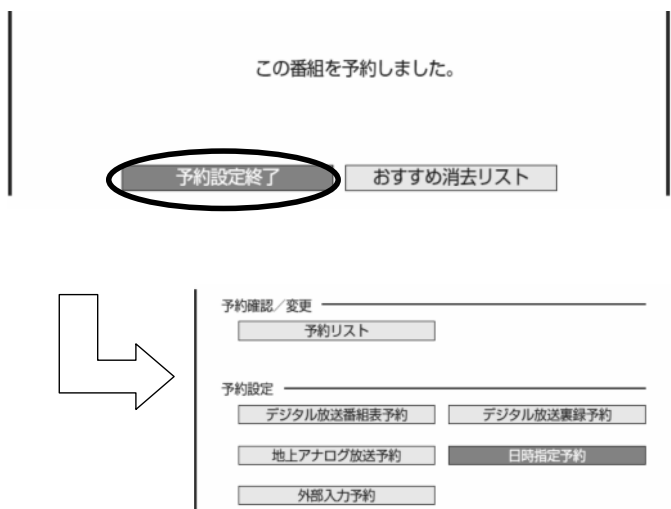 この番組を予約しました。
予約設定終了 おすすめ消去リスト
予約確認／変更
予約リスト
予約設定
デジタル放送番組表予約 デジタル放送裏録予約
地上アナログ放送予約 日時指定予約
外部入力予約